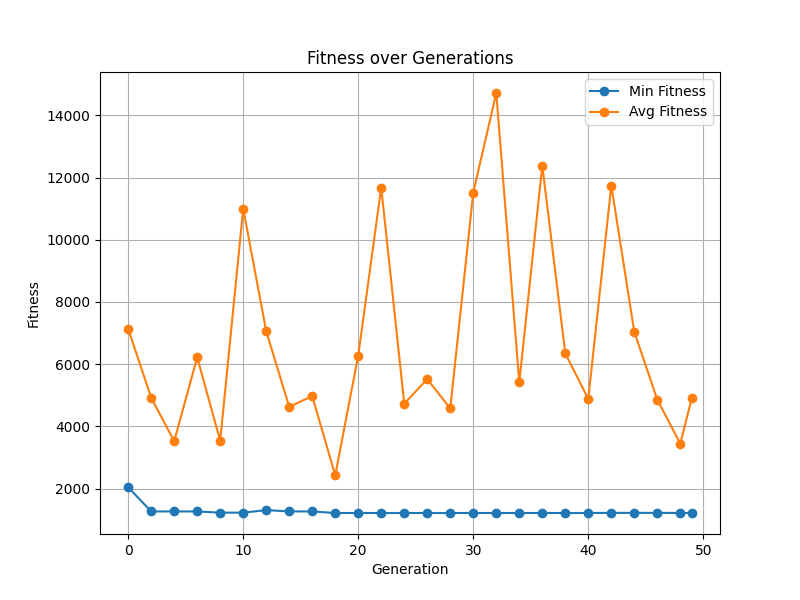 Fitness over Generations
Min Fitness
Avg Fitness
14000
12000
10000
8000
6000
4000
2000
Fitness
0
10
20
30
40
50
Generation